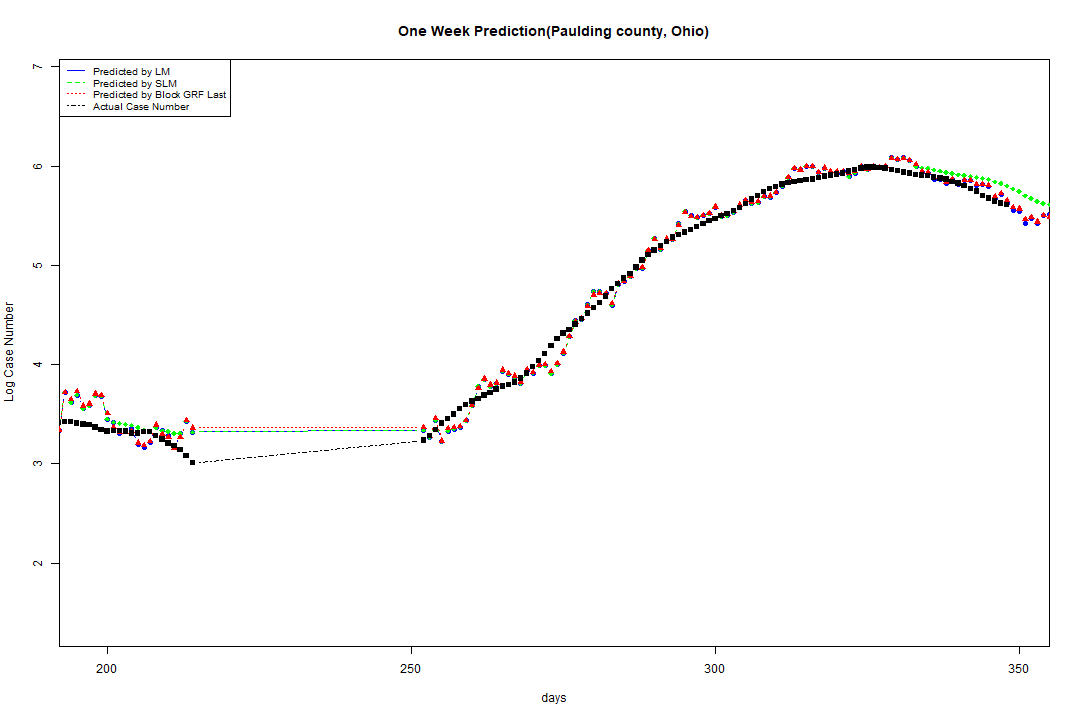 One Week Prediction(Paulding county, Ohio)
Predicted by LM
Predicted by SLM
Predicted by Block GRF Last
Actual Case Number
7
6
5
4
3
2
Log Case Number
200
250
300
350
days